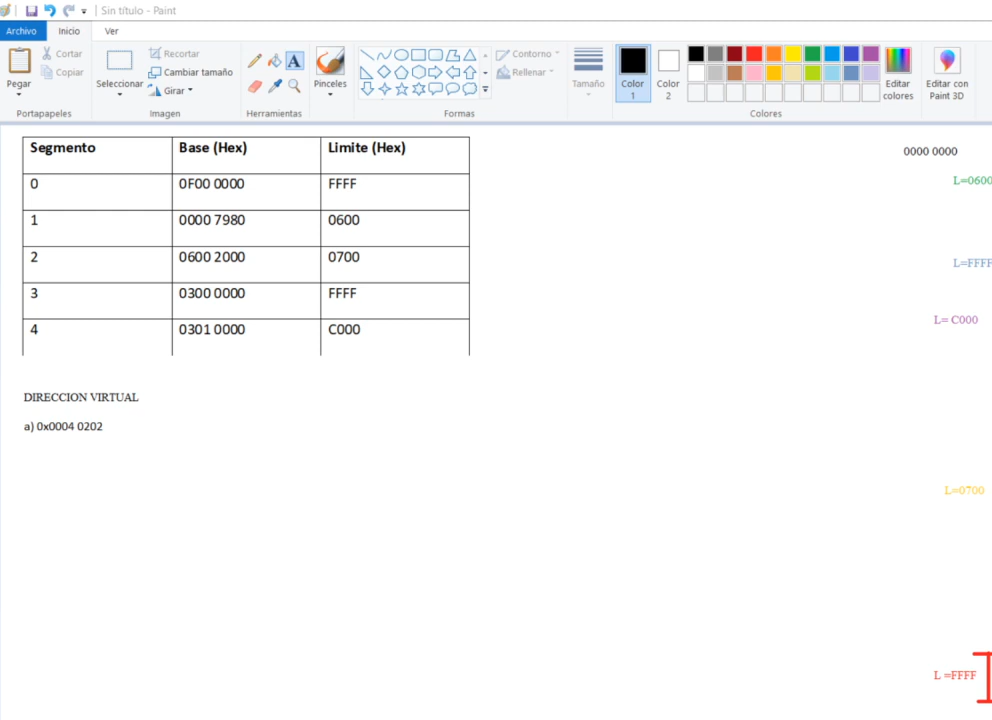 Sin título - Paint
Archivo Inicio Ver
Pegar
Cortar
Copiar
Portapapeles
Seleccionar
Recortar
Cambiar tamaño
Girar
Imagen
A
Herramientas
Pinceles
Contorno
Rellenar
Formas
Tamaño
Color 1
Color 2
Editar colores
Colores
Editar con Paint 3D
Segmento Base (Hex) Limite (Hex)
0 0F00 0000 FFFF
1 0000 7980 0600
2 0600 2000 0700
3 0300 0000 FFFF
4 0301 0000 C000
DIRECCION VIRTUAL
a) 0x0004 0202
0000 0000
L=0600
L=FFFF
L= C000
L=0700
L =FFFF